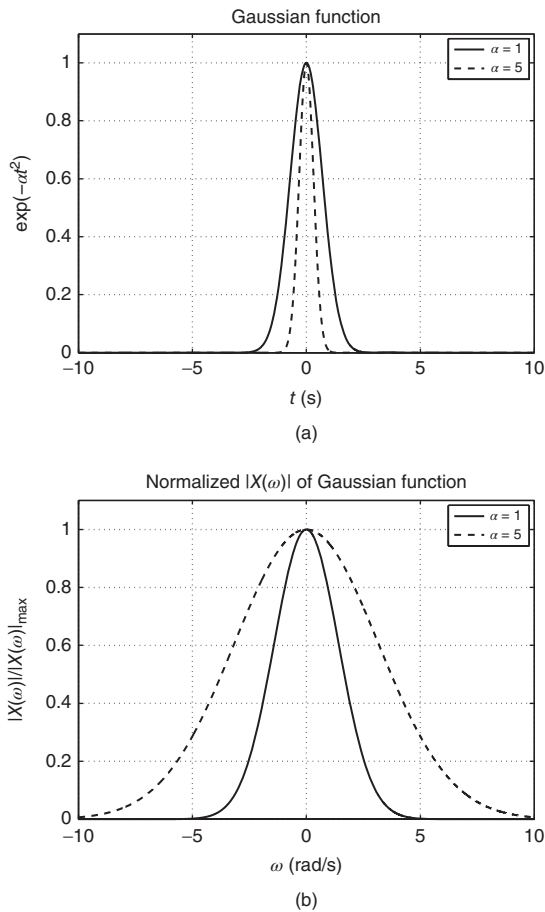 Gaussian function
α = 1
α = 5
1
0.8
0.6
0.4
0.2
0
exp(−αt²)
−10
−5
0
5
10
t (s)
(a)
Normalized |X(ω)| of Gaussian function
α = 1
α = 5
1
0.8
0.6
0.4
0.2
0
|X(ω)|/|X(ω)|max
−10
−5
0
5
10
ω (rad/s)
(b)